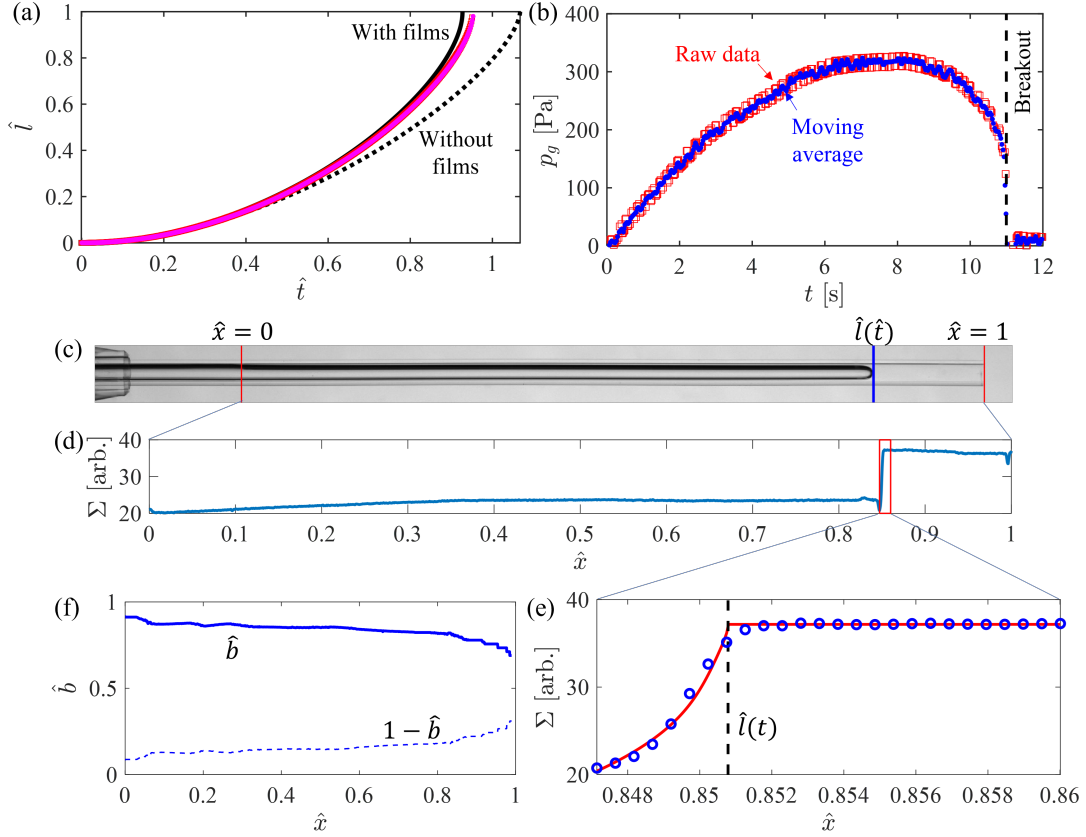 (a)
1
0.8
0.6
0.4
0.2
0
l̂
With films
Without
films
0 0.2 0.4 0.6 0.8 1
t̂
(b)
400
300
200
100
0
p_g [Pa]
Raw data
Moving
average
Breakout
0 2 4 6 8 10 12
t [s]
(c)
x̂ = 0
l̂(t̂)
x̂ = 1
(d)
40
30
20
Σ [arb.]
0 0.1 0.2 0.3 0.4 0.5 0.6 0.7 0.8 0.9 1
x̂
(f)
1
0.5
0
b̂
b̂
1 − b̂
0 0.2 0.4 0.6 0.8 1
x̂
(e)
40
30
20
Σ [arb.]
l̂(t)
0.848 0.85 0.852 0.854 0.856 0.858 0.86
x̂